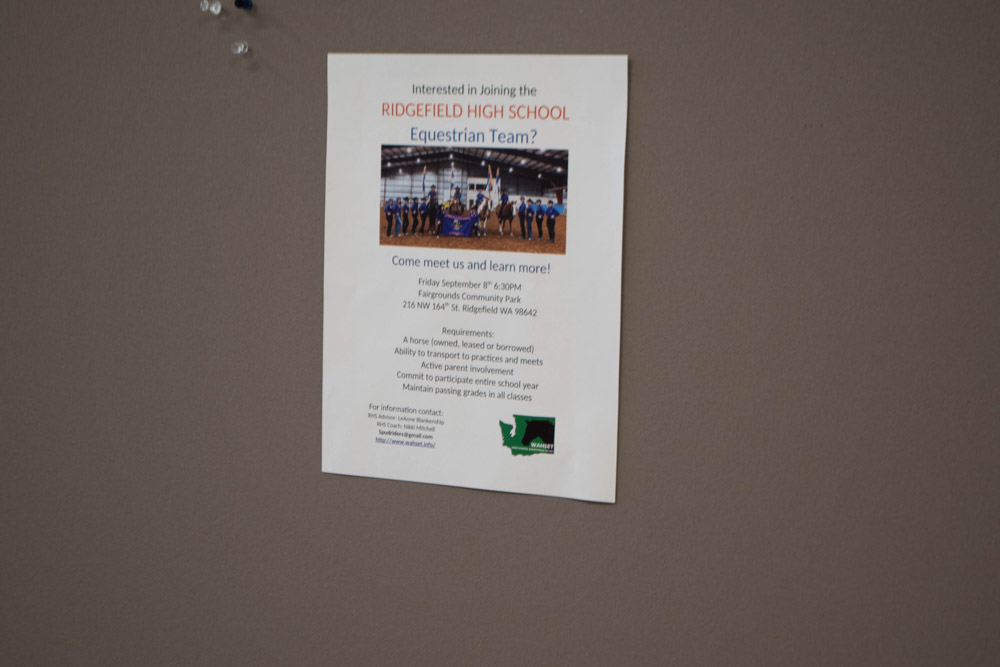 Interested in Joining the
RIDGEFIELD HIGH SCHOOL
Equestrian Team?
Come meet us and learn more!
Friday September 8th 6:30PM
Fairgrounds Community Park
216 NW 164th St. Ridgefield WA 98642
Requirements:
A horse (owned, leased or borrowed)
Ability to transport to practices and meets
Active parent involvement
Commit to participate entire school year
Maintain passing grades in all classes
For information contact:
RHS Advisor: LeAnne Blankenship
RHS Coach: Nikki Mitchell
Spudriders@gmail.com
http://www.wahset.info/
WAHSET